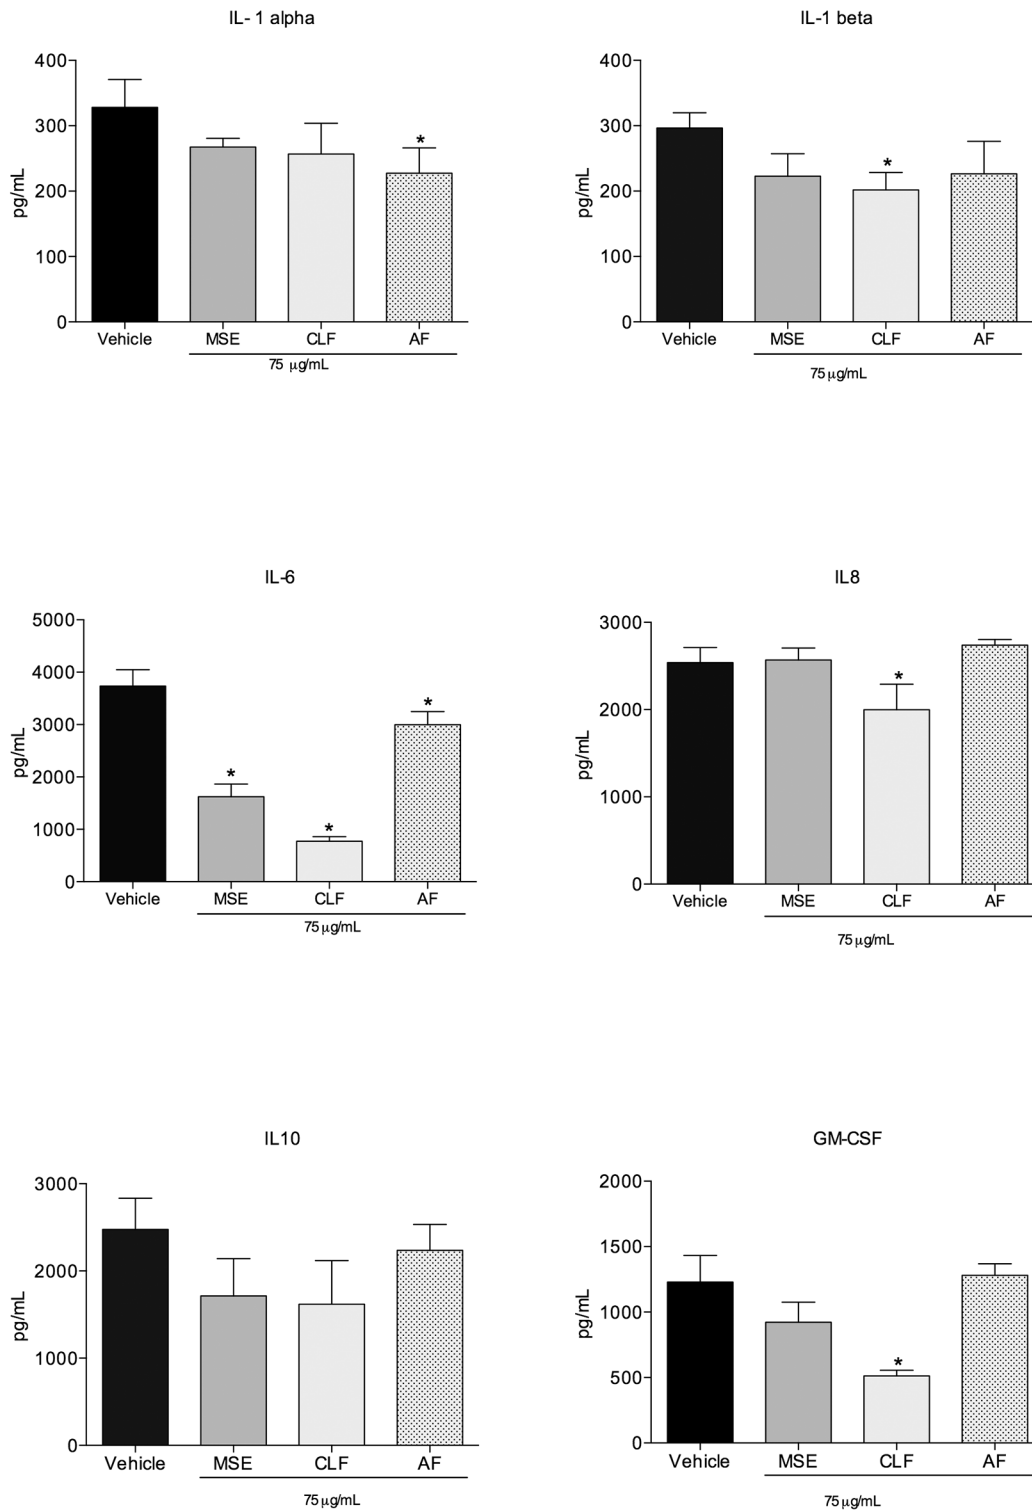 IL- 1 alpha
400
300
200
100
0
pg/mL
*
Vehicle MSE CLF AF
75 μg/mL
IL-1 beta
400
300
200
100
0
pg/mL
*
Vehicle MSE CLF AF
75 μg/mL
IL-6
5000
4000
3000
2000
1000
0
pg/mL
*
*
*
Vehicle MSE CLF AF
75 μg/mL
IL8
3000
2000
1000
0
pg/mL
*
Vehicle MSE CLF AF
75 μg/mL
IL10
3000
2000
1000
0
pg/mL
Vehicle MSE CLF AF
75 μg/mL
GM-CSF
2000
1500
1000
500
0
pg/mL
*
Vehicle MSE CLF AF
75 μg/mL